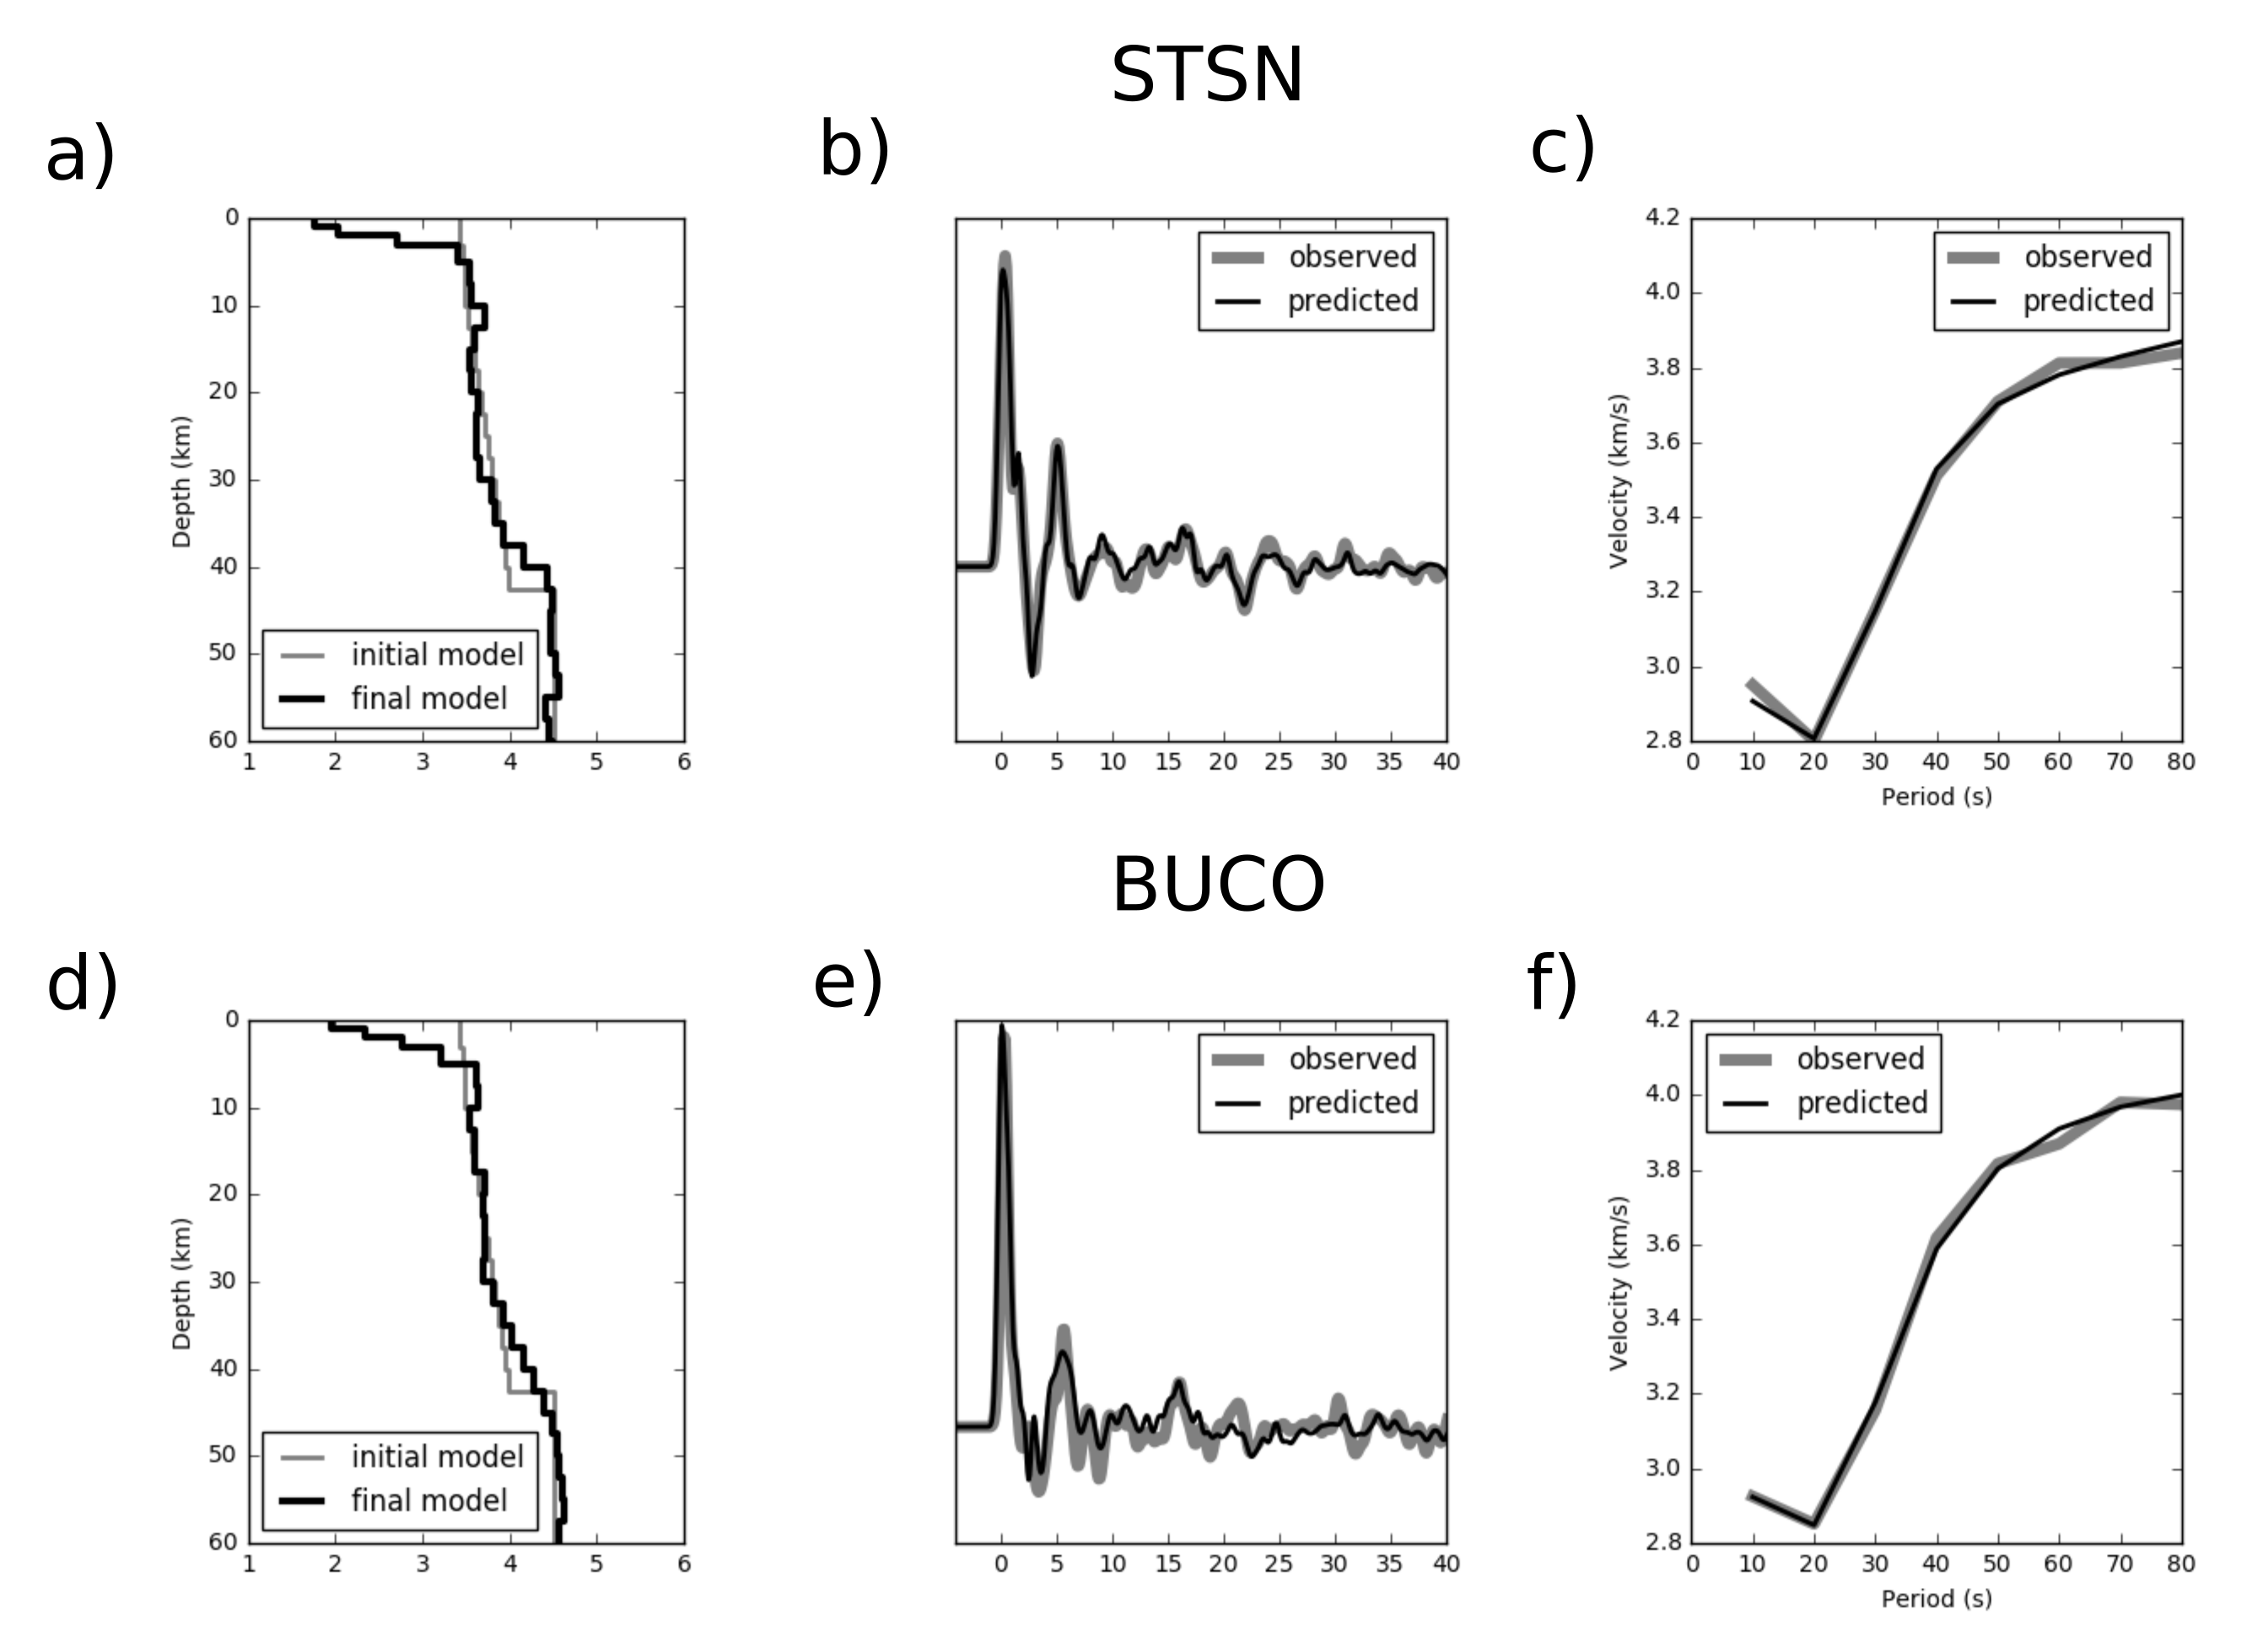 STSN
a)
b)
c)
0
10
20
30
40
50
60
Depth (km)
initial model
final model
1 2 3 4 5 6
observed
predicted
0 5 10 15 20 25 30 35 40
4.2
4.0
3.8
3.6
3.4
3.2
3.0
2.8
Velocity (km/s)
observed
predicted
0 10 20 30 40 50 60 70 80
Period (s)
BUCO
d)
e)
f)
0
10
20
30
40
50
60
Depth (km)
initial model
final model
1 2 3 4 5 6
observed
predicted
0 5 10 15 20 25 30 35 40
4.2
4.0
3.8
3.6
3.4
3.2
3.0
2.8
Velocity (km/s)
observed
predicted
0 10 20 30 40 50 60 70 80
Period (s)